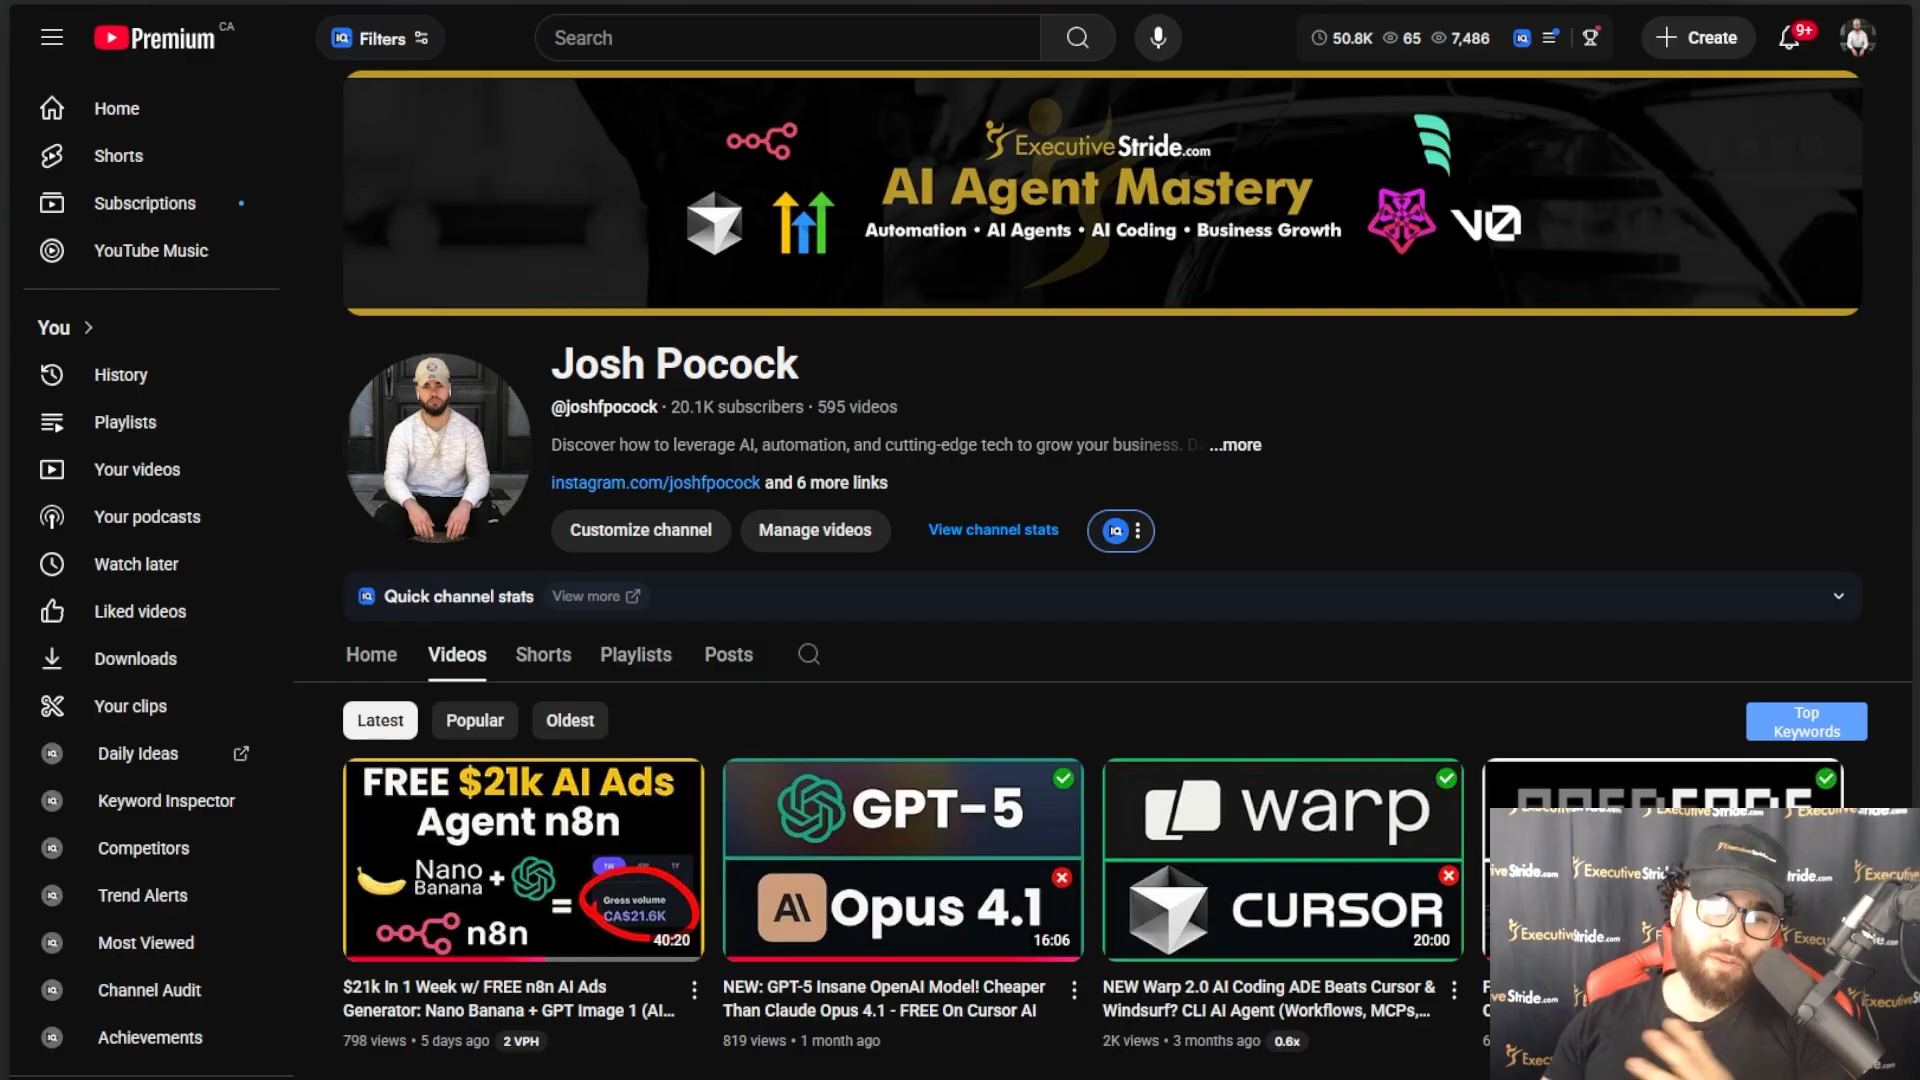 Premium CA
Filters
Search
50.8K 65 7,486
Create
9+
Home
Shorts
Subscriptions
YouTube Music
You
History
Playlists
Your videos
Your podcasts
Watch later
Liked videos
Downloads
Your clips
Daily Ideas
Keyword Inspector
Competitors
Trend Alerts
Most Viewed
Channel Audit
Achievements
ExecutiveStride.com
AI Agent Mastery
Automation • AI Agents • AI Coding • Business Growth
v0
Josh Pocock
@joshfpocock · 20.1K subscribers · 595 videos
Discover how to leverage AI, automation, and cutting-edge tech to grow your business. ...more
instagram.com/joshfpocock and 6 more links
Customize channel
Manage videos
View channel stats
Quick channel stats
View more
Home
Videos
Shorts
Playlists
Posts
Latest
Popular
Oldest
Top
Keywords
FREE $21k AI Ads
Agent n8n
Nano
Banana
+
=
n8n
1W
1Y
Gross volume
CA$21.6K
40:20
$21k In 1 Week w/ FREE n8n AI Ads
Generator: Nano Banana + GPT Image 1 (AI...
798 views • 5 days ago 2 VPH
GPT-5
AI
Opus 4.1
16:06
NEW: GPT-5 Insane OpenAI Model! Cheaper
Than Claude Opus 4.1 - FREE On Cursor AI
819 views • 1 month ago
warp
CURSOR
20:00
NEW Warp 2.0 AI Coding ADE Beats Cursor &
Windsurf? CLI AI Agent (Workflows, MCPs,...
2K views • 3 months ago 0.6x
ExecutiveStride.com